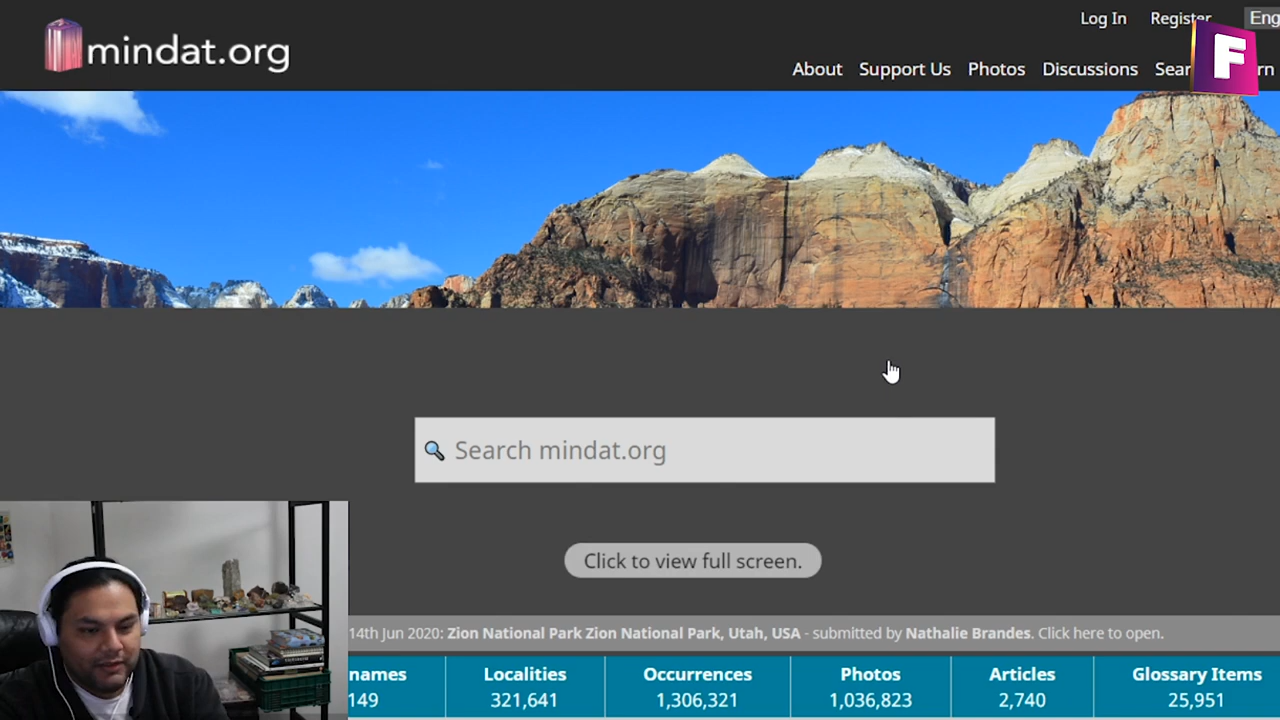 Log In Register Eng
mindat.org
About Support Us Photos Discussions Sear rn
F
Search mindat.org
Click to view full screen.
14th Jun 2020: Zion National Park Zion National Park, Utah, USA - submitted by Nathalie Brandes. Click here to open.
names Localities Occurrences Photos Articles Glossary Items
149 321,641 1,306,321 1,036,823 2,740 25,951